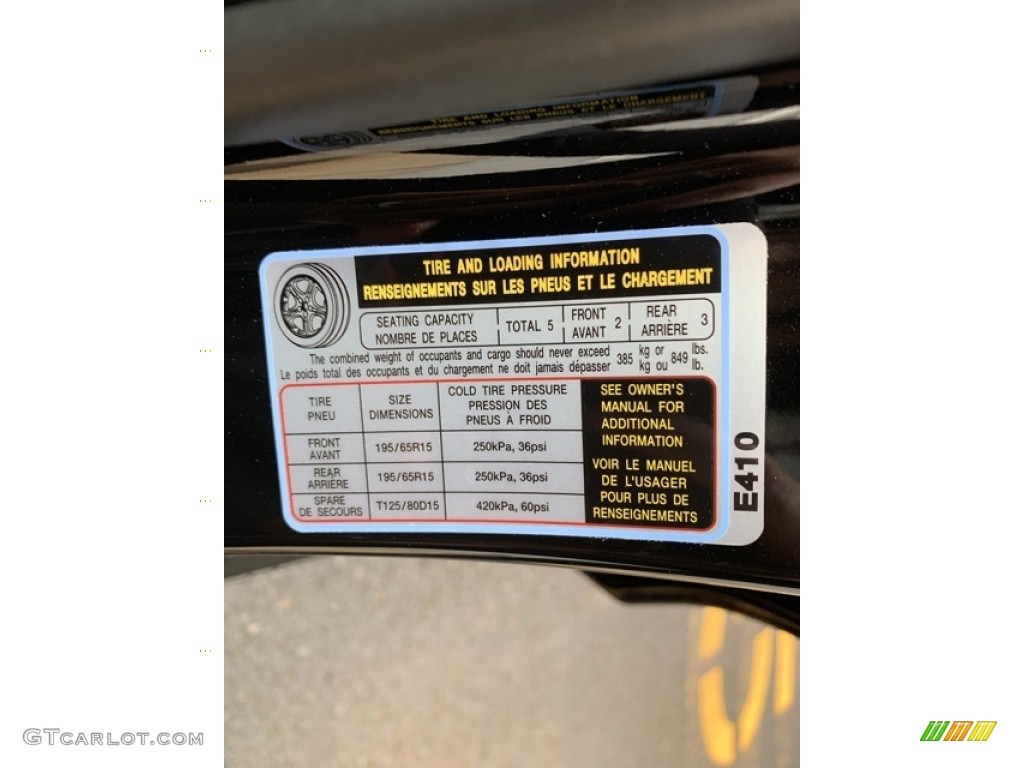 TIRE AND LOADING INFORMATION
RENSEIGNEMENTS SUR LES PNEUS ET LE CHARGEMENT
TIRE AND LOADING INFORMATION
RENSEIGNEMENTS SUR LES PNEUS ET LE CHARGEMENT
SEATING CAPACITY
NOMBRE DE PLACES
TOTAL 5
FRONT
AVANT 2
REAR
ARRIÈRE 3
The combined weight of occupants and cargo should never exceed 385 kg or 849 lbs.
Le poids total des occupants et du chargement ne doit jamais dépasser kg ou lb.
TIRE
PNEU
SIZE
DIMENSIONS
COLD TIRE PRESSURE
PRESSION DES
PNEUS À FROID
FRONT
AVANT
195/65R15
250kPa, 36psi
REAR
ARRIÈRE
195/65R15
250kPa, 36psi
SPARE
DE SECOURS
T125/80D15
420kPa, 60psi
SEE OWNER'S
MANUAL FOR
ADDITIONAL
INFORMATION
VOIR LE MANUEL
DE L'USAGER
POUR PLUS DE
RENSEIGNEMENTS
E410
GTCARLOT.COM